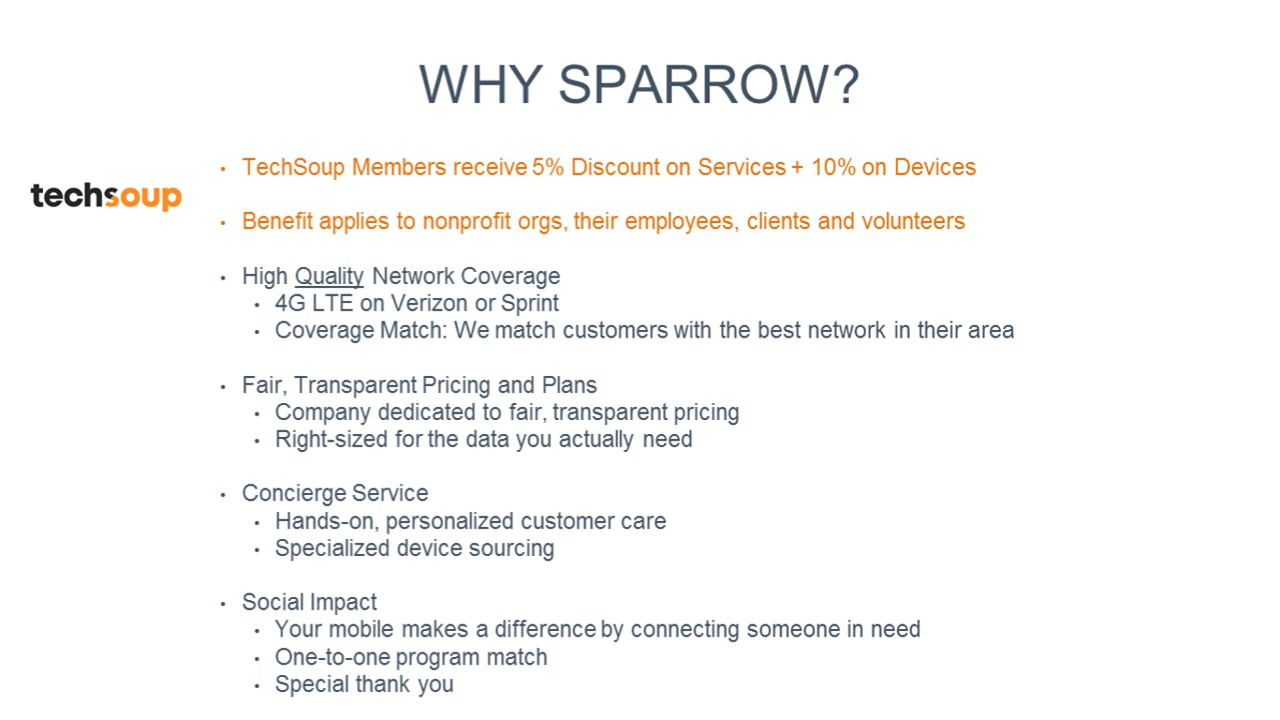 WHY SPARROW?
techsoup
• TechSoup Members receive 5% Discount on Services + 10% on Devices
• Benefit applies to nonprofit orgs, their employees, clients and volunteers
• High Quality Network Coverage
• 4G LTE on Verizon or Sprint
• Coverage Match: We match customers with the best network in their area
• Fair, Transparent Pricing and Plans
• Company dedicated to fair, transparent pricing
• Right-sized for the data you actually need
• Concierge Service
• Hands-on, personalized customer care
• Specialized device sourcing
• Social Impact
• Your mobile makes a difference by connecting someone in need
• One-to-one program match
• Special thank you